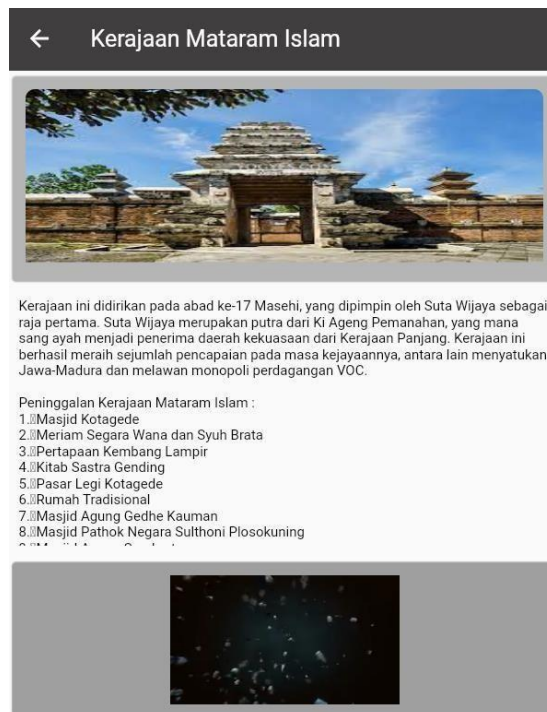 Kerajaan Mataram Islam
Kerajaan ini didirikan pada abad ke-17 Masehi, yang dipimpin oleh Suta Wijaya sebagai
raja pertama. Suta Wijaya merupakan putra dari Ki Ageng Pemanahan, yang mana
sang ayah menjadi penerima daerah kekuasaan dari Kerajaan Panjang. Kerajaan ini
berhasil meraih sejumlah pencapaian pada masa kejayaannya, antara lain menyatukan
Jawa-Madura dan melawan monopoli perdagangan VOC.
Peninggalan Kerajaan Mataram Islam :
1.Masjid Kotagede
2.Meriam Segara Wana dan Syuh Brata
3.Pertapaan Kembang Lampir
4.Kitab Sastra Gending
5.Pasar Legi Kotagede
6.Rumah Tradisional
7.Masjid Agung Gedhe Kauman
8.Masjid Pathok Negara Sulthoni Plosokuning